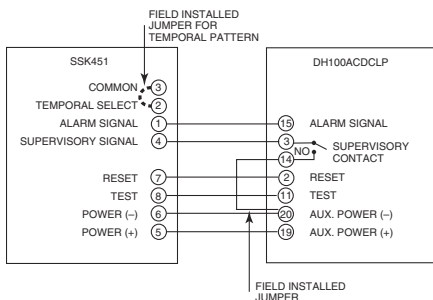 FIELD INSTALLED
JUMPER FOR
TEMPORAL PATTERN
SSK451
DH100ACDCLP
COMMON 3
TEMPORAL SELECT 2
ALARM SIGNAL 1 15 ALARM SIGNAL
SUPERVISORY SIGNAL 4 3
NO
SUPERVISORY
CONTACT
14
RESET 7 2 RESET
TEST 8 11 TEST
POWER (–) 6 20 AUX. POWER (–)
POWER (+) 5 19 AUX. POWER (+)
FIELD INSTALLED
JUMPER